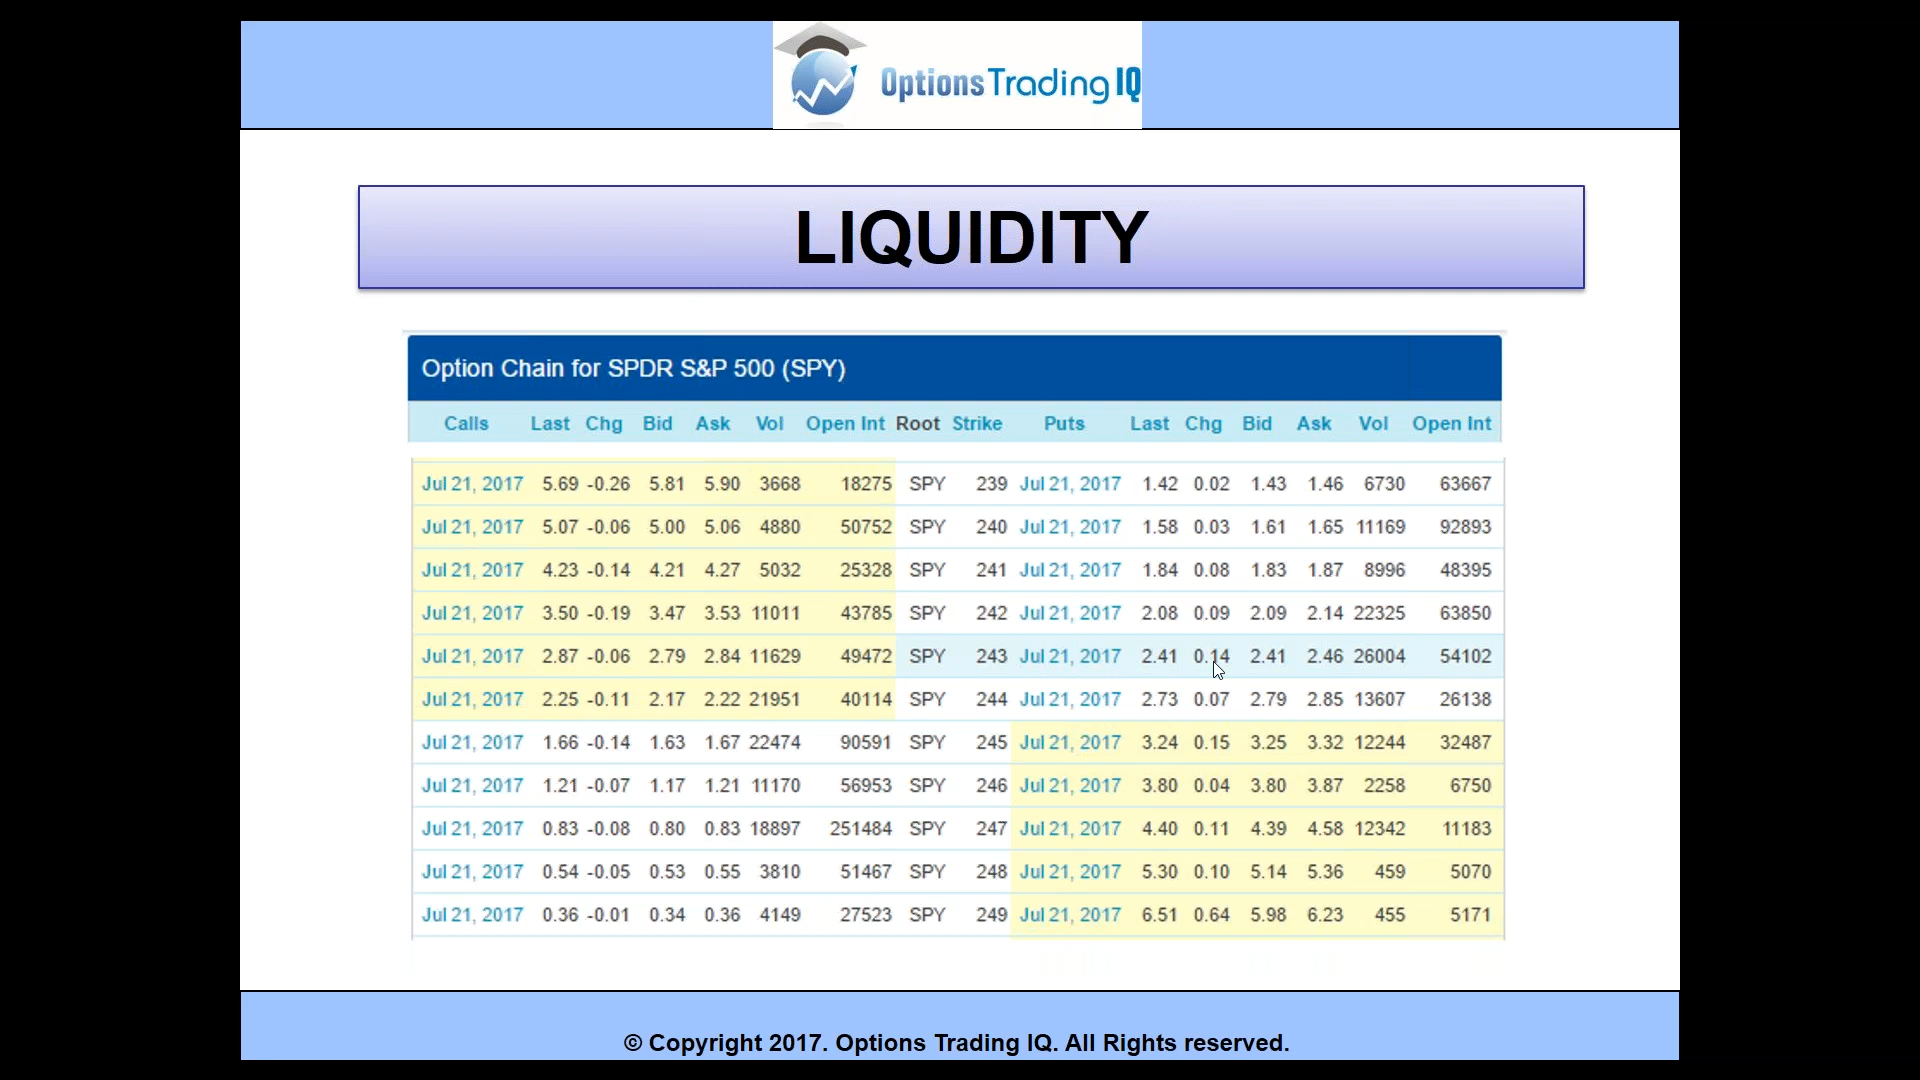 Options Trading IQ
LIQUIDITY
Option Chain for SPDR S&P 500 (SPY)
Calls Last Chg Bid Ask Vol Open Int Root Strike Puts Last Chg Bid Ask Vol Open Int
Jul 21, 2017 5.69 -0.26 5.81 5.90 3668 18275 SPY 239 Jul 21, 2017 1.42 0.02 1.43 1.46 6730 63667
Jul 21, 2017 5.07 -0.06 5.00 5.06 4880 50752 SPY 240 Jul 21, 2017 1.58 0.03 1.61 1.65 11169 92893
Jul 21, 2017 4.23 -0.14 4.21 4.27 5032 25328 SPY 241 Jul 21, 2017 1.84 0.08 1.83 1.87 8996 48395
Jul 21, 2017 3.50 -0.19 3.47 3.53 11011 43785 SPY 242 Jul 21, 2017 2.08 0.09 2.09 2.14 22325 63850
Jul 21, 2017 2.87 -0.06 2.79 2.84 11629 49472 SPY 243 Jul 21, 2017 2.41 0.14 2.41 2.46 26004 54102
Jul 21, 2017 2.25 -0.11 2.17 2.22 21951 40114 SPY 244 Jul 21, 2017 2.73 0.07 2.79 2.85 13607 26138
Jul 21, 2017 1.66 -0.14 1.63 1.67 22474 90591 SPY 245 Jul 21, 2017 3.24 0.15 3.25 3.32 12244 32487
Jul 21, 2017 1.21 -0.07 1.17 1.21 11170 56953 SPY 246 Jul 21, 2017 3.80 0.04 3.80 3.87 2258 6750
Jul 21, 2017 0.83 -0.08 0.80 0.83 18897 251484 SPY 247 Jul 21, 2017 4.40 0.11 4.39 4.58 12342 11183
Jul 21, 2017 0.54 -0.05 0.53 0.55 3810 51467 SPY 248 Jul 21, 2017 5.30 0.10 5.14 5.36 459 5070
Jul 21, 2017 0.36 -0.01 0.34 0.36 4149 27523 SPY 249 Jul 21, 2017 6.51 0.64 5.98 6.23 455 5171
© Copyright 2017. Options Trading IQ. All Rights reserved.